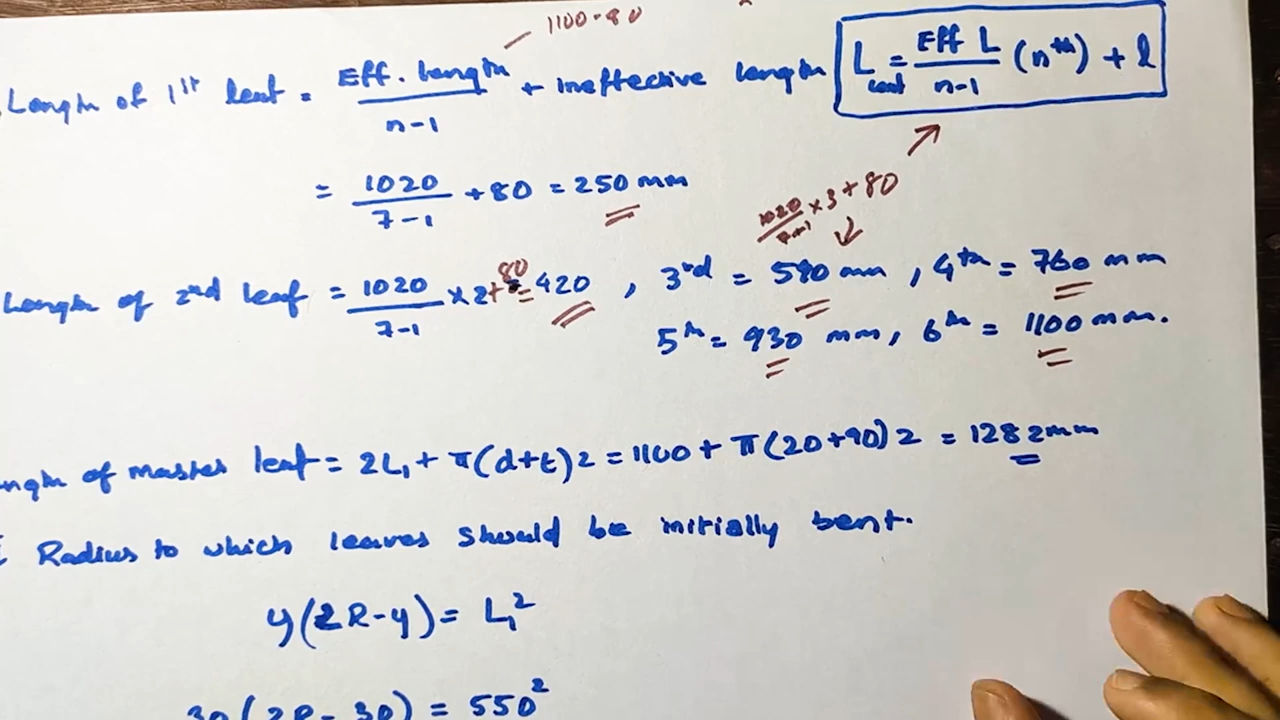 1100-80
Length of 1st leaf = Eff. length / n-1 + ineffective length
L leaf = Eff L / n-1 (nth) + l
= 1020 / 7-1 + 80 = 250 mm
1020 / 7-1 × 3 + 80
Length of 2nd leaf = 1020 / 7-1 × 2 + 80 = 420 , 3rd = 590 mm , 4th = 760 mm
5th = 930 mm, 6th = 1100 mm.
ength of master leaf = 2L1 + π(d+t)2 = 1100 + π(20+90)2 = 1282mm
Radius to which leaves should be initially bent.
y(2R-y) = L1²
30(2R-30) = 550²